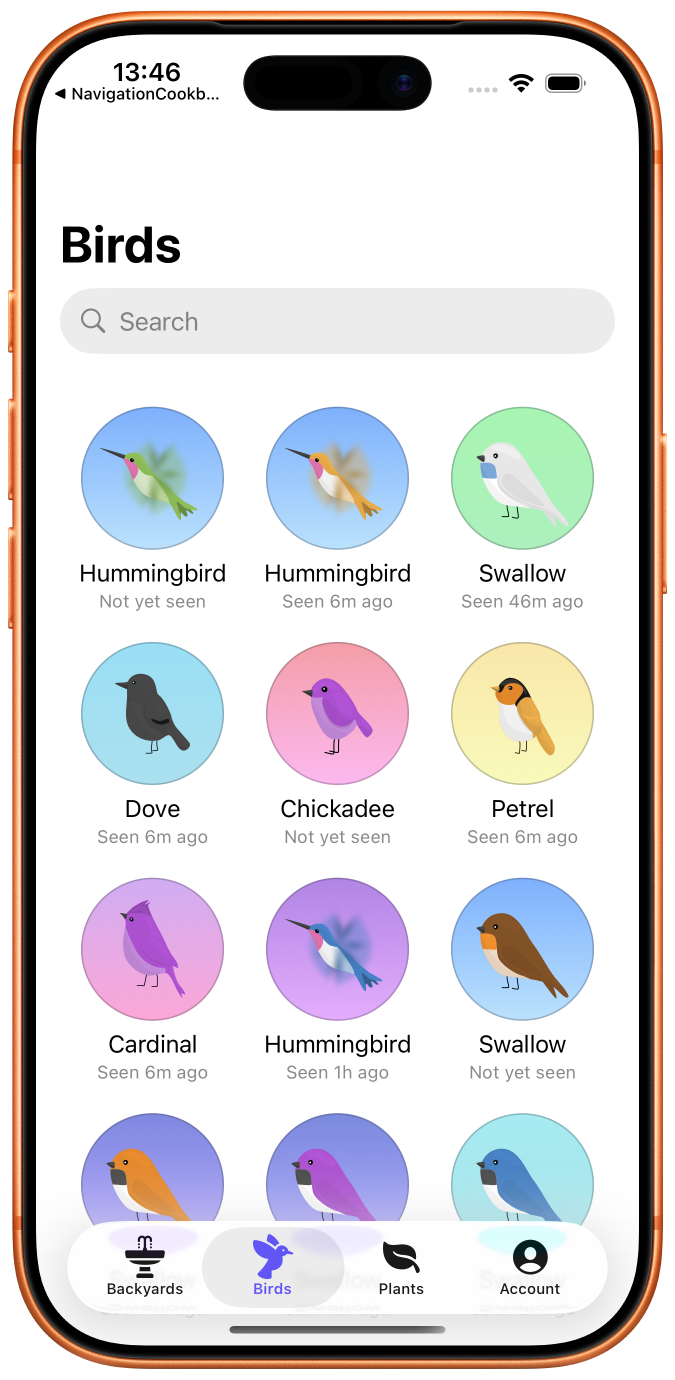 13:46
◀ NavigationCookb...
Birds
Search
Hummingbird
Hummingbird
Swallow
Not yet seen
Seen 6m ago
Seen 46m ago
Dove
Chickadee
Petrel
Seen 6m ago
Not yet seen
Seen 6m ago
Cardinal
Hummingbird
Swallow
Seen 6m ago
Seen 1h ago
Not yet seen
Backyards
Birds
Plants
Account